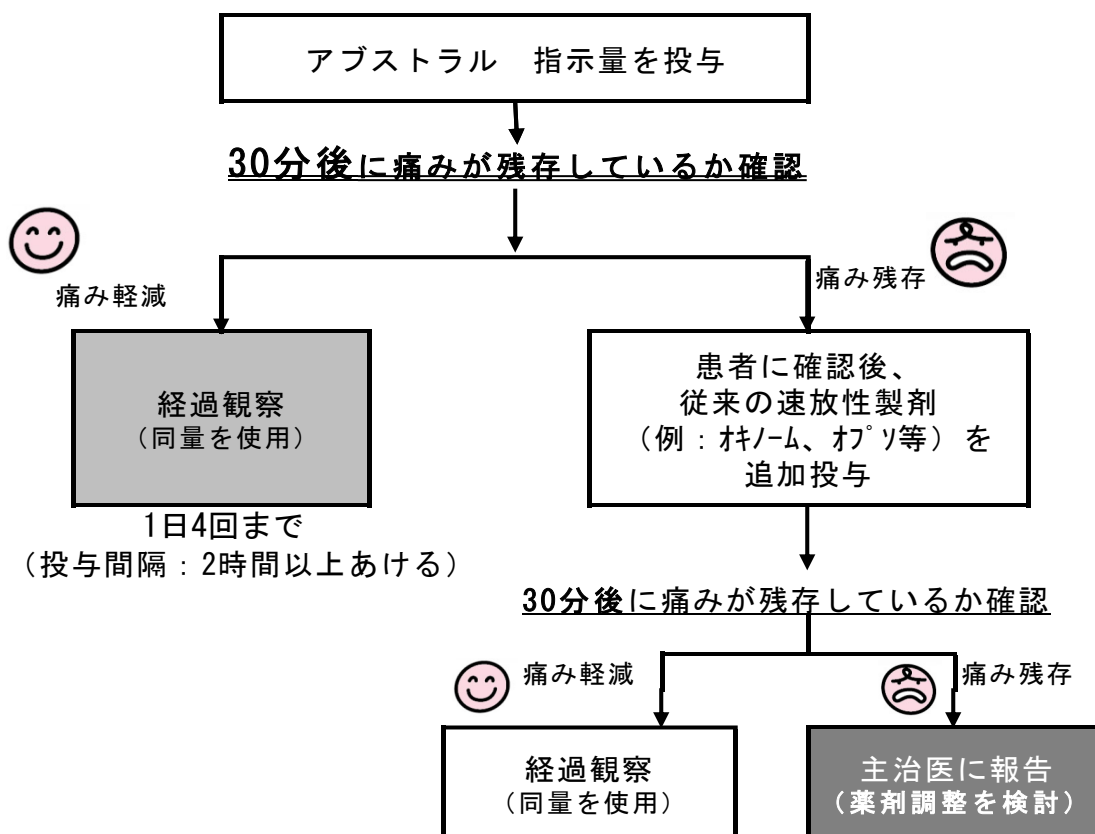 アブストラル　指示量を投与
30分後に痛みが残存しているか確認
痛み軽減
痛み残存
経過観察
（同量を使用）
1日4回まで
（投与間隔：2時間以上あける）
患者に確認後、
従来の速放性製剤
（例：ｵｷﾉｰﾑ、ｵﾌﾟｿ等）を
追加投与
30分後に痛みが残存しているか確認
痛み軽減
痛み残存
経過観察
（同量を使用）
主治医に報告
（薬剤調整を検討）